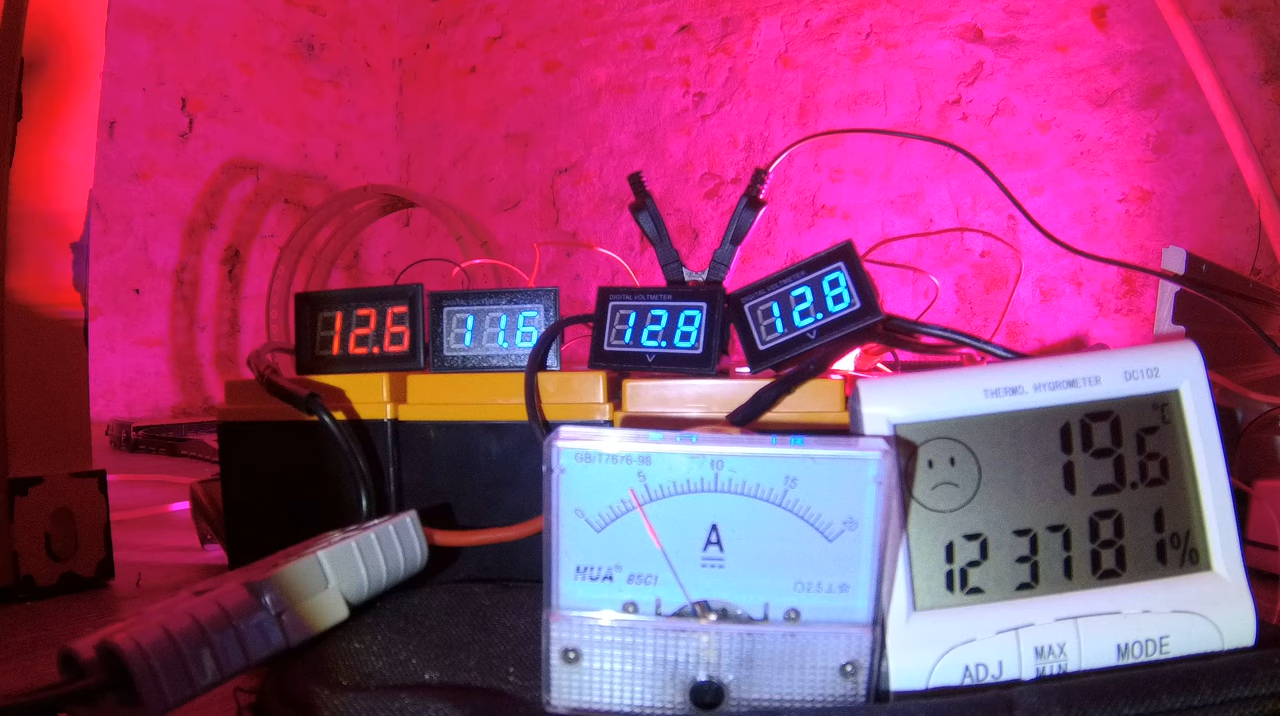 12.6
11.6
DIGITAL VOLTMETER
12.8
V
DIGITAL VOLTMETER
12.8
V
GB/T7676-98
0 5 10 15 20
A
HUA® 85C1
THERMO. HYGROMETER DC102
19.6 °C
12 37 81%
ADJ
MAX
MIN
MODE